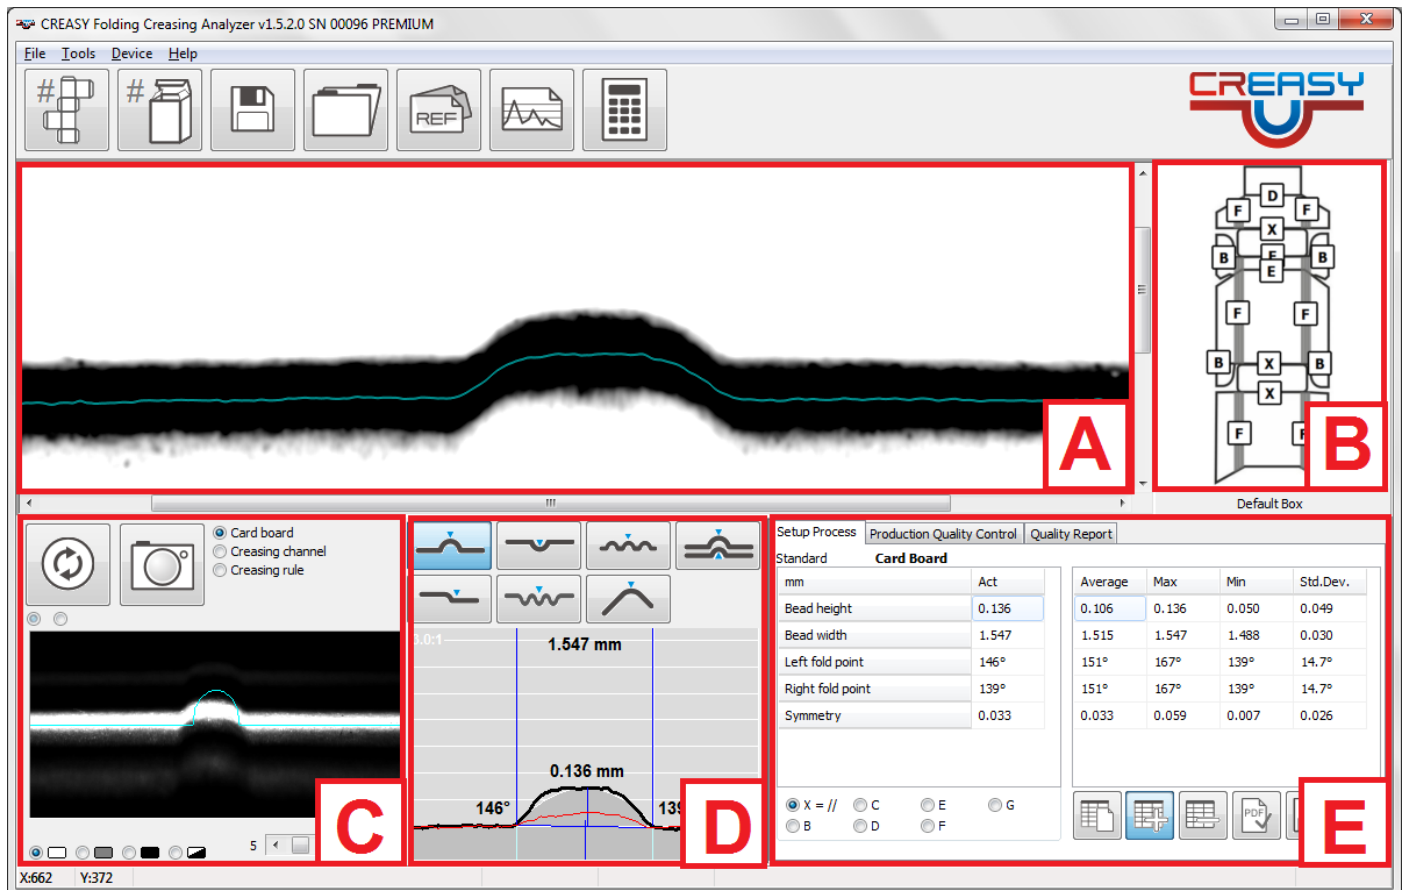 CREASY Folding Creasing Analyzer v1.5.2.0 SN 00096 PREMIUM
File Tools Device Help
# # REF CREASY
D
F F
X
B E B
E
F F
B X B
X
F F
A
B
Default Box
Card board
Creasing channel
Creasing rule
5
C
3.0:1
1.547 mm
0.136 mm
146° 139
D
Setup Process Production Quality Control Quality Report
Standard Card Board
mm Act Average Max Min Std.Dev.
Bead height 0.136 0.106 0.136 0.050 0.049
Bead width 1.547 1.515 1.547 1.488 0.030
Left fold point 146° 151° 167° 139° 14.7°
Right fold point 139° 151° 167° 139° 14.7°
Symmetry 0.033 0.033 0.059 0.007 0.026
X = // C E G
B D F
PDF
E
X:662 Y:372